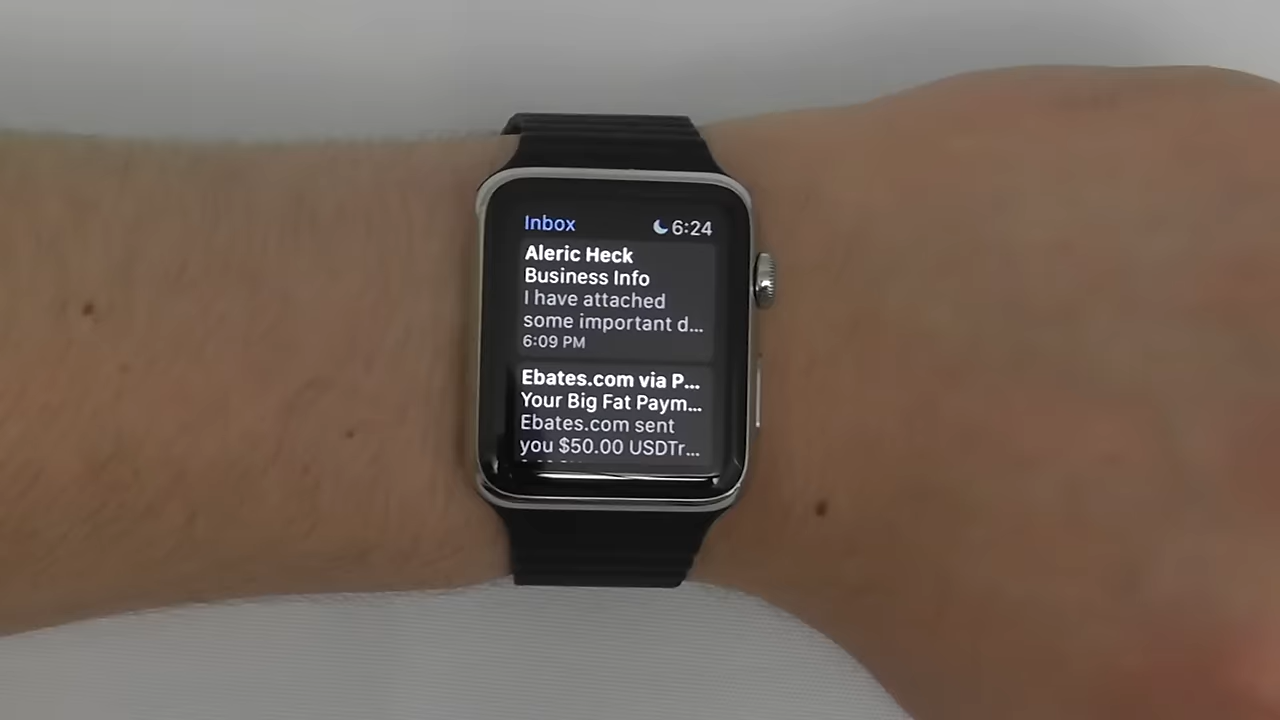 Inbox 6:24
Aleric Heck
Business Info
I have attached
some important d...
6:09 PM
Ebates.com via P...
Your Big Fat Paym...
Ebates.com sent
you $50.00 USDTr...